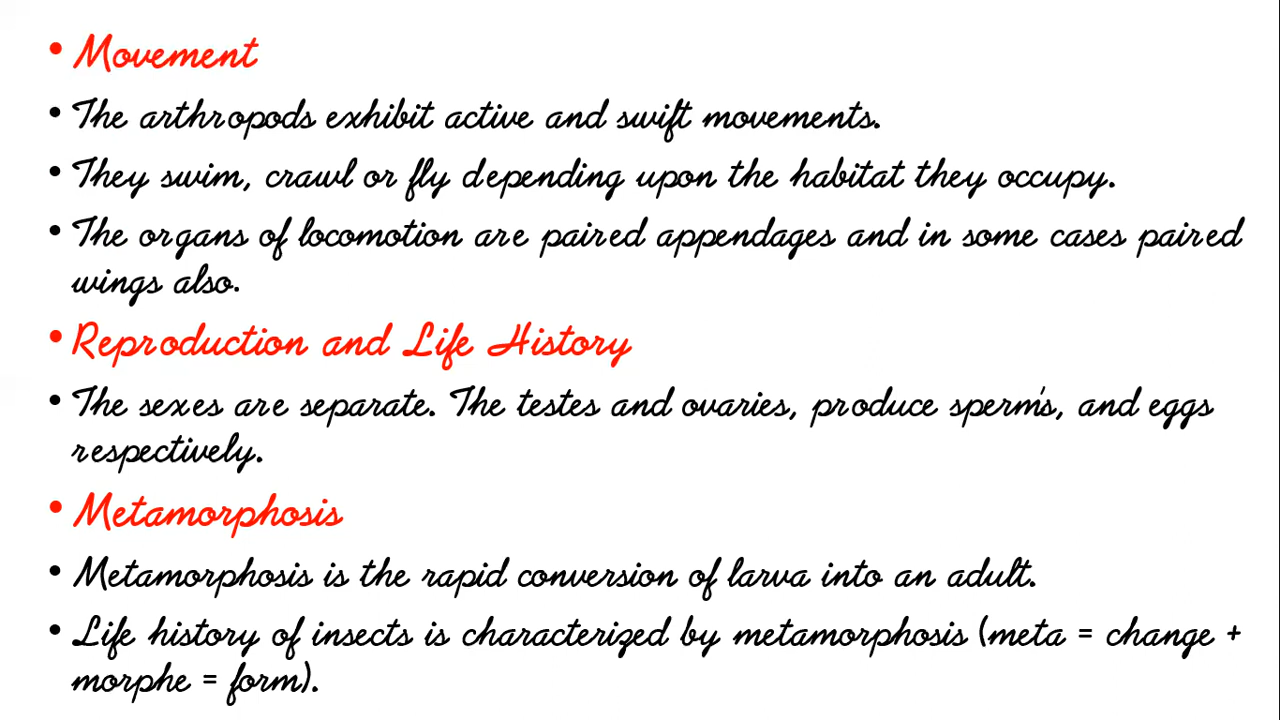 • Movement
• The arthropods exhibit active and swift movements.
• They swim, crawl or fly depending upon the habitat they occupy.
• The organs of locomotion are paired appendages and in some cases paired
wings also.
• Reproduction and Life History
• The sexes are separate. The testes and ovaries, produce sperm's, and eggs
respectively.
• Metamorphosis
• Metamorphosis is the rapid conversion of larva into an adult.
• Life history of insects is characterized by metamorphosis (meta = change +
morphe = form).